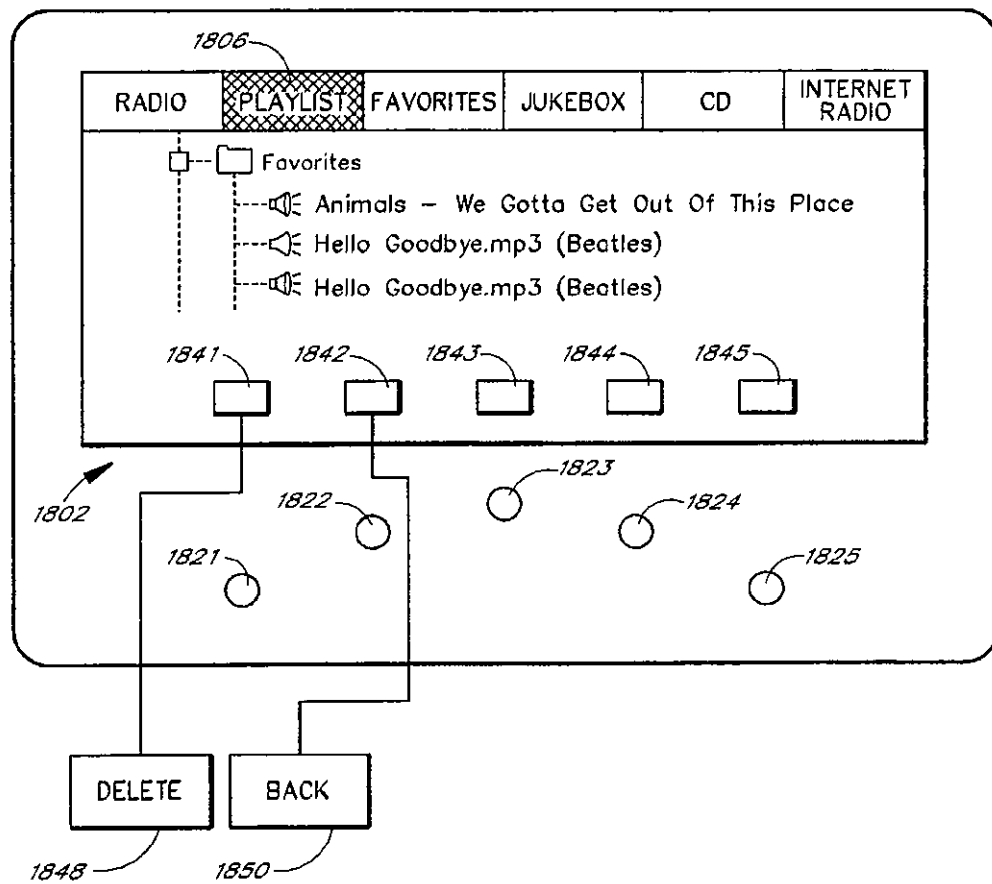 1806
RADIO PLAYLIST FAVORITES JUKEBOX CD INTERNET RADIO
Favorites
Animals - We Gotta Get Out Of This Place
Hello Goodbye.mp3 (Beatles)
Hello Goodbye.mp3 (Beatles)
1841 1842 1843 1844 1845
1802
1821 1822 1823 1824 1825
DELETE BACK
1848 1850